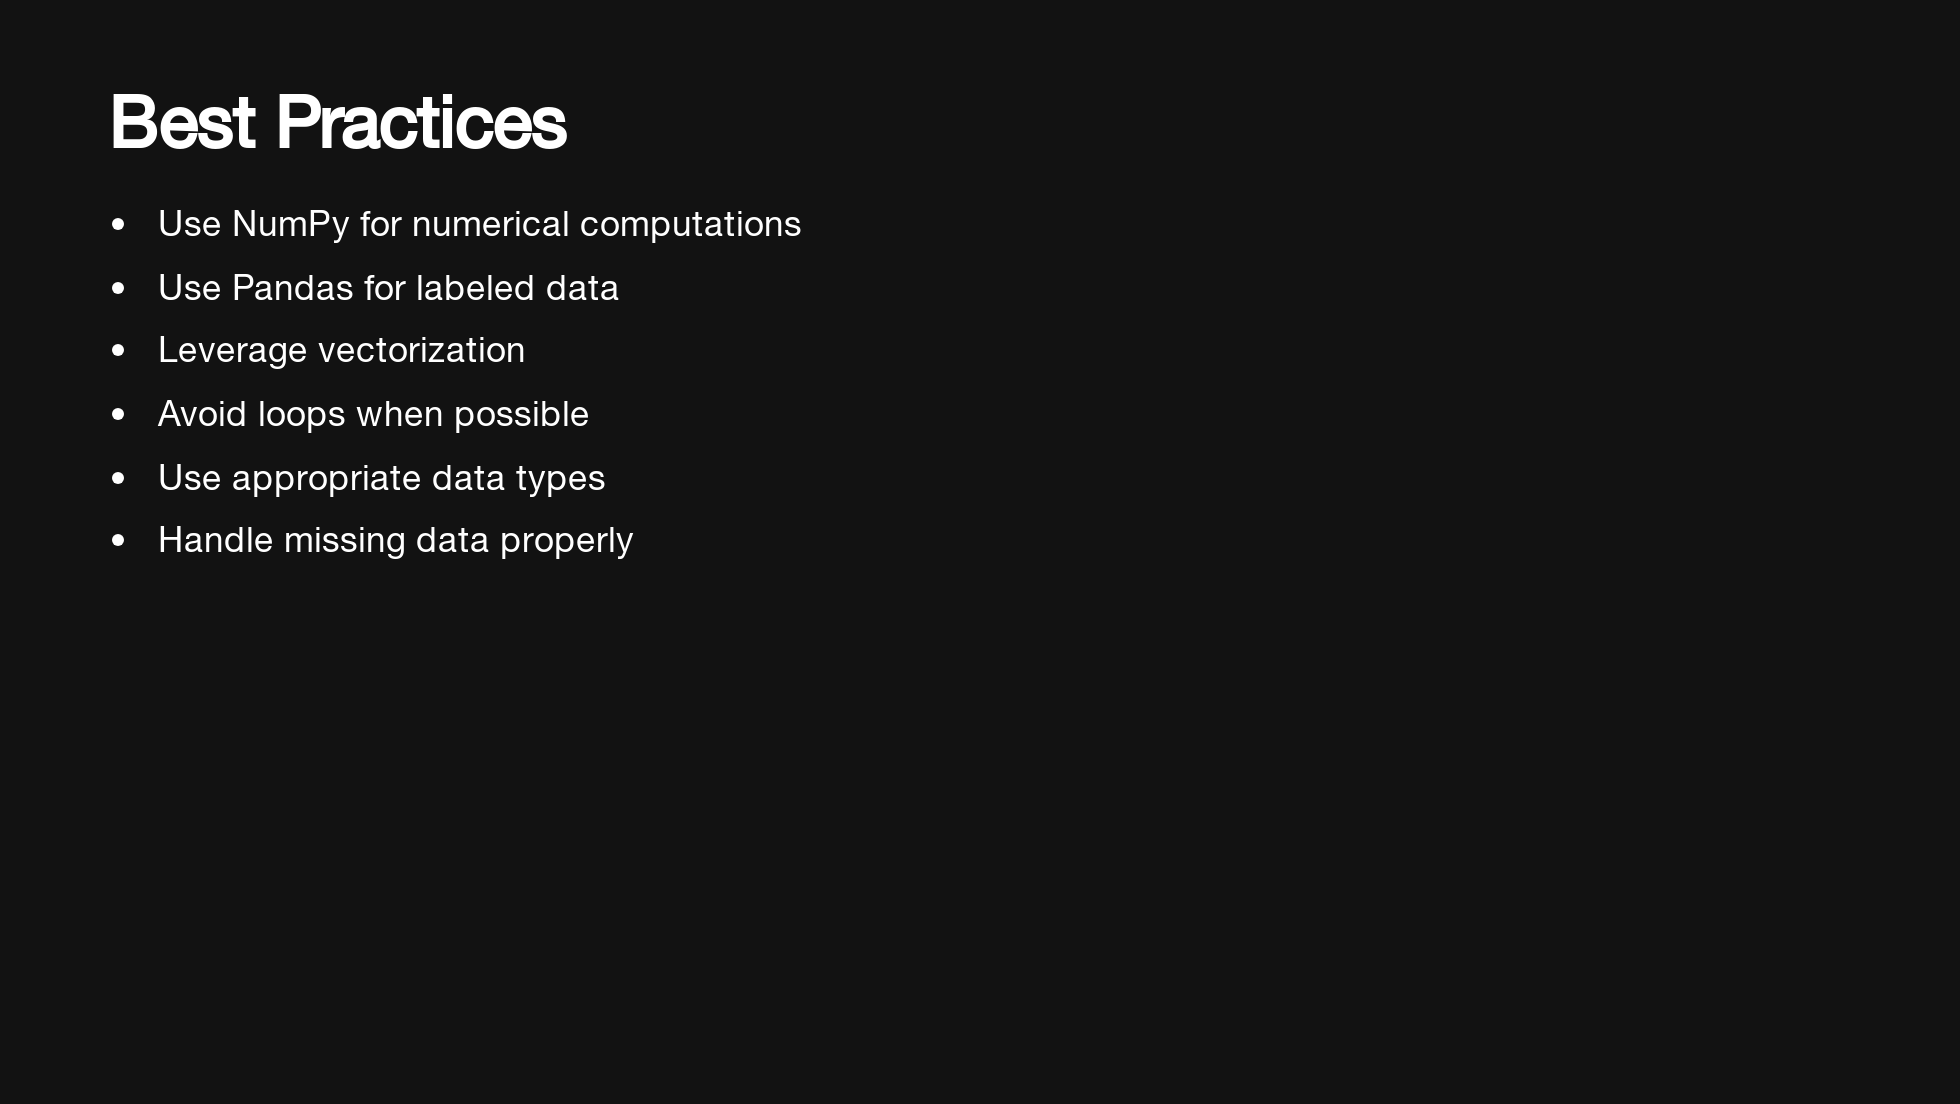 Best Practices
• Use NumPy for numerical computations
• Use Pandas for labeled data
• Leverage vectorization
• Avoid loops when possible
• Use appropriate data types
• Handle missing data properly